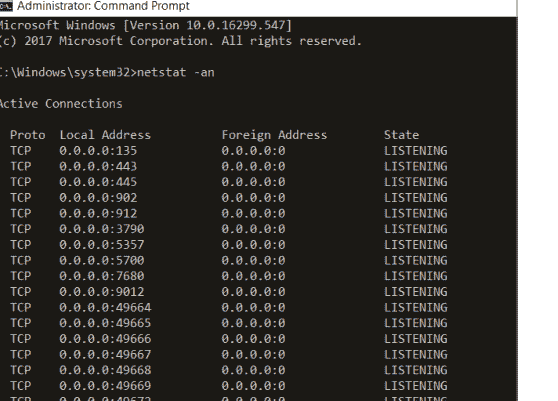 Administrator: Command Prompt
Microsoft Windows [Version 10.0.16299.547]
(c) 2017 Microsoft Corporation. All rights reserved.
C:\Windows\system32>netstat -an
Active Connections
Proto Local Address Foreign Address State
TCP 0.0.0.0:135 0.0.0.0:0 LISTENING
TCP 0.0.0.0:443 0.0.0.0:0 LISTENING
TCP 0.0.0.0:445 0.0.0.0:0 LISTENING
TCP 0.0.0.0:902 0.0.0.0:0 LISTENING
TCP 0.0.0.0:912 0.0.0.0:0 LISTENING
TCP 0.0.0.0:3790 0.0.0.0:0 LISTENING
TCP 0.0.0.0:5357 0.0.0.0:0 LISTENING
TCP 0.0.0.0:5700 0.0.0.0:0 LISTENING
TCP 0.0.0.0:7680 0.0.0.0:0 LISTENING
TCP 0.0.0.0:9012 0.0.0.0:0 LISTENING
TCP 0.0.0.0:49664 0.0.0.0:0 LISTENING
TCP 0.0.0.0:49665 0.0.0.0:0 LISTENING
TCP 0.0.0.0:49666 0.0.0.0:0 LISTENING
TCP 0.0.0.0:49667 0.0.0.0:0 LISTENING
TCP 0.0.0.0:49668 0.0.0.0:0 LISTENING
TCP 0.0.0.0:49669 0.0.0.0:0 LISTENING
TCP 0.0.0.0:0 LISTENING